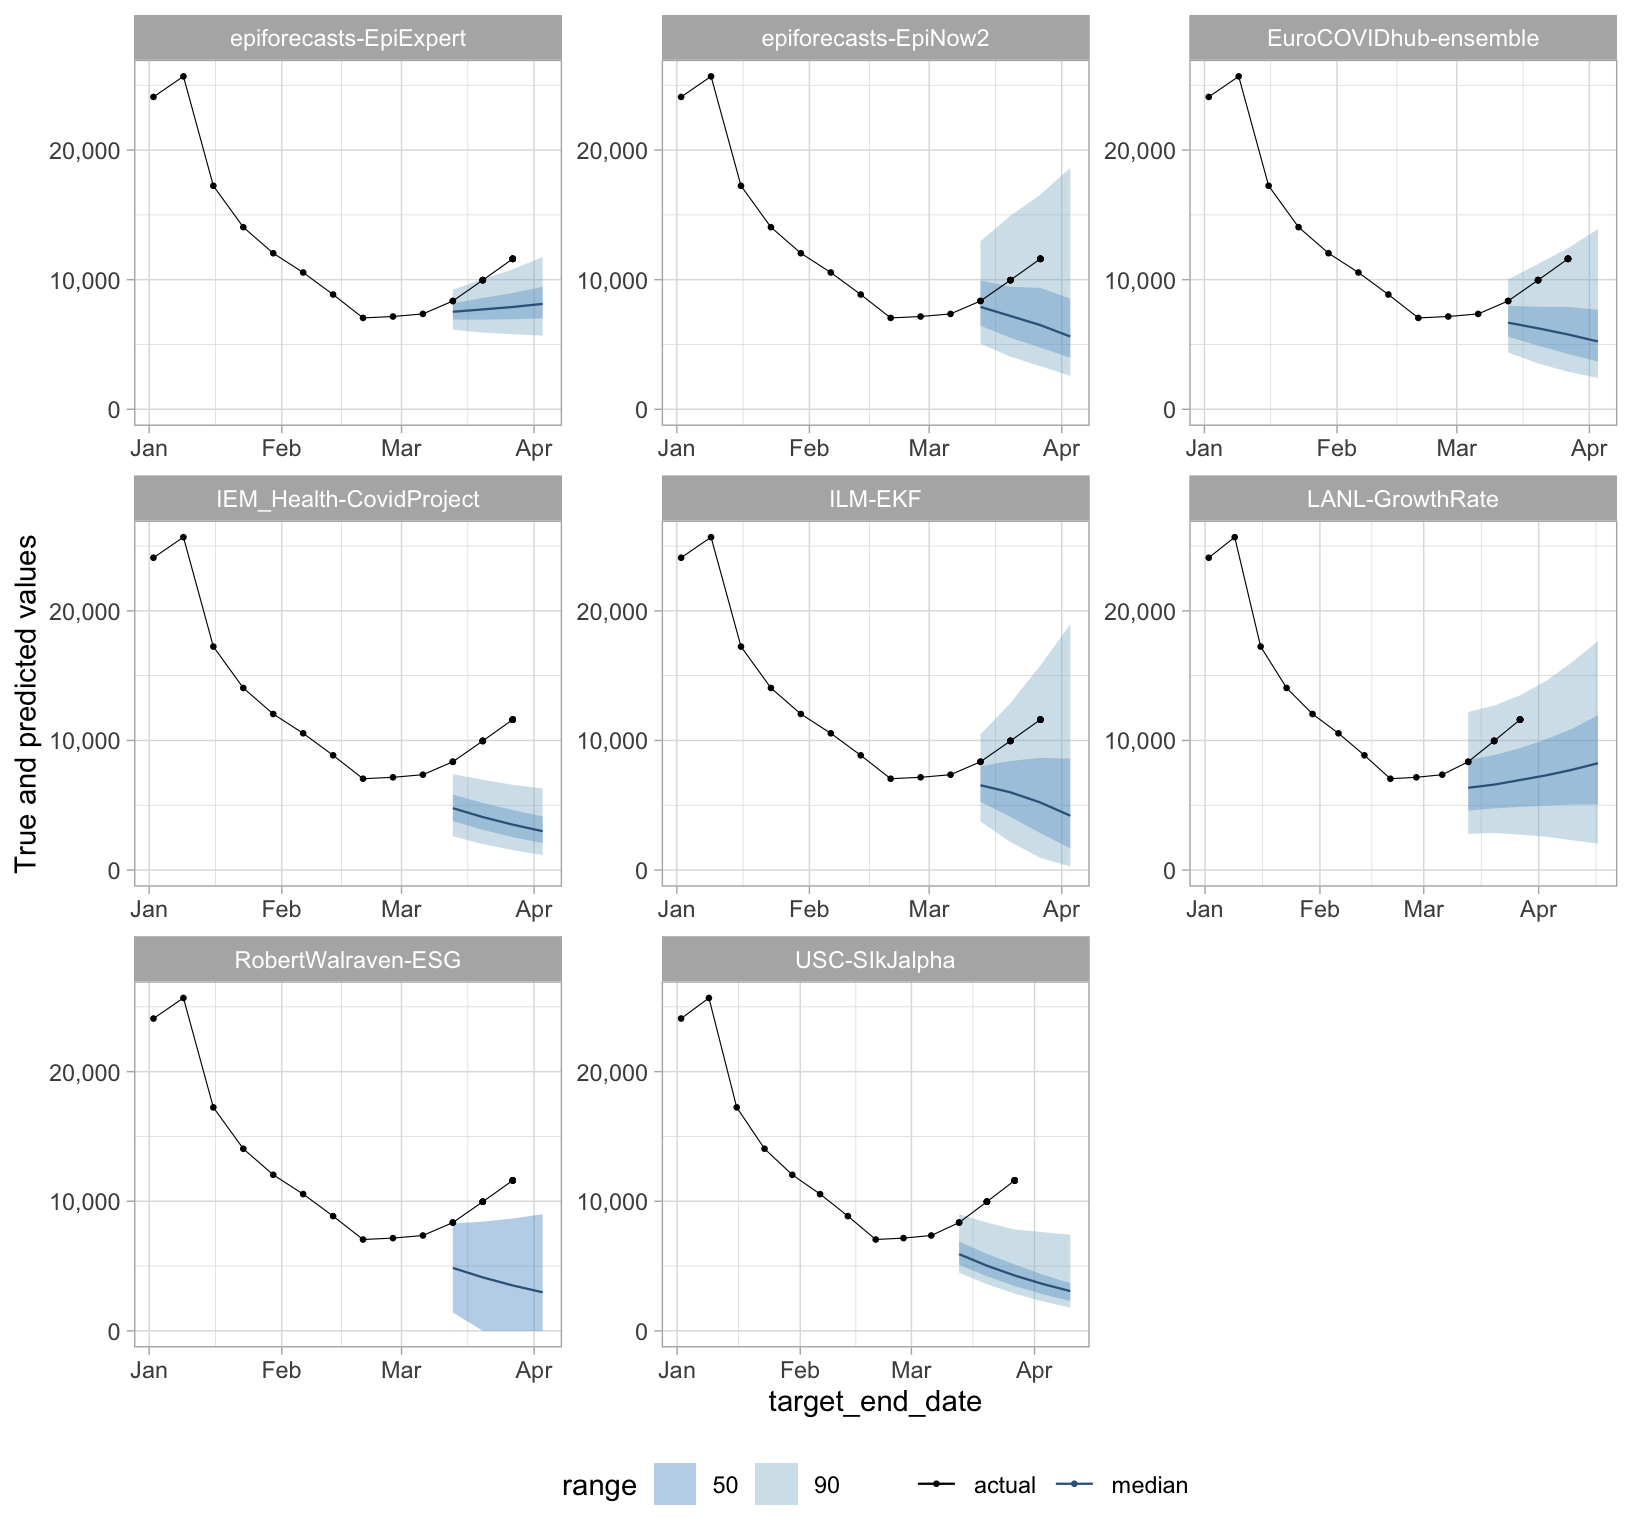 epiforecasts-EpiExpert
epiforecasts-EpiNow2
EuroCOVIDhub-ensemble
20,000
10,000
0
20,000
10,000
0
20,000
10,000
0
Jan Feb Mar Apr
Jan Feb Mar Apr
Jan Feb Mar Apr
IEM_Health-CovidProject
ILM-EKF
LANL-GrowthRate
True and predicted values
20,000
10,000
0
20,000
10,000
0
20,000
10,000
0
Jan Feb Mar Apr
Jan Feb Mar Apr
Jan Feb Mar Apr
RobertWalraven-ESG
USC-SIkJalpha
20,000
10,000
0
20,000
10,000
0
Jan Feb Mar Apr
Jan Feb Mar Apr
target_end_date
range 50 90 actual median